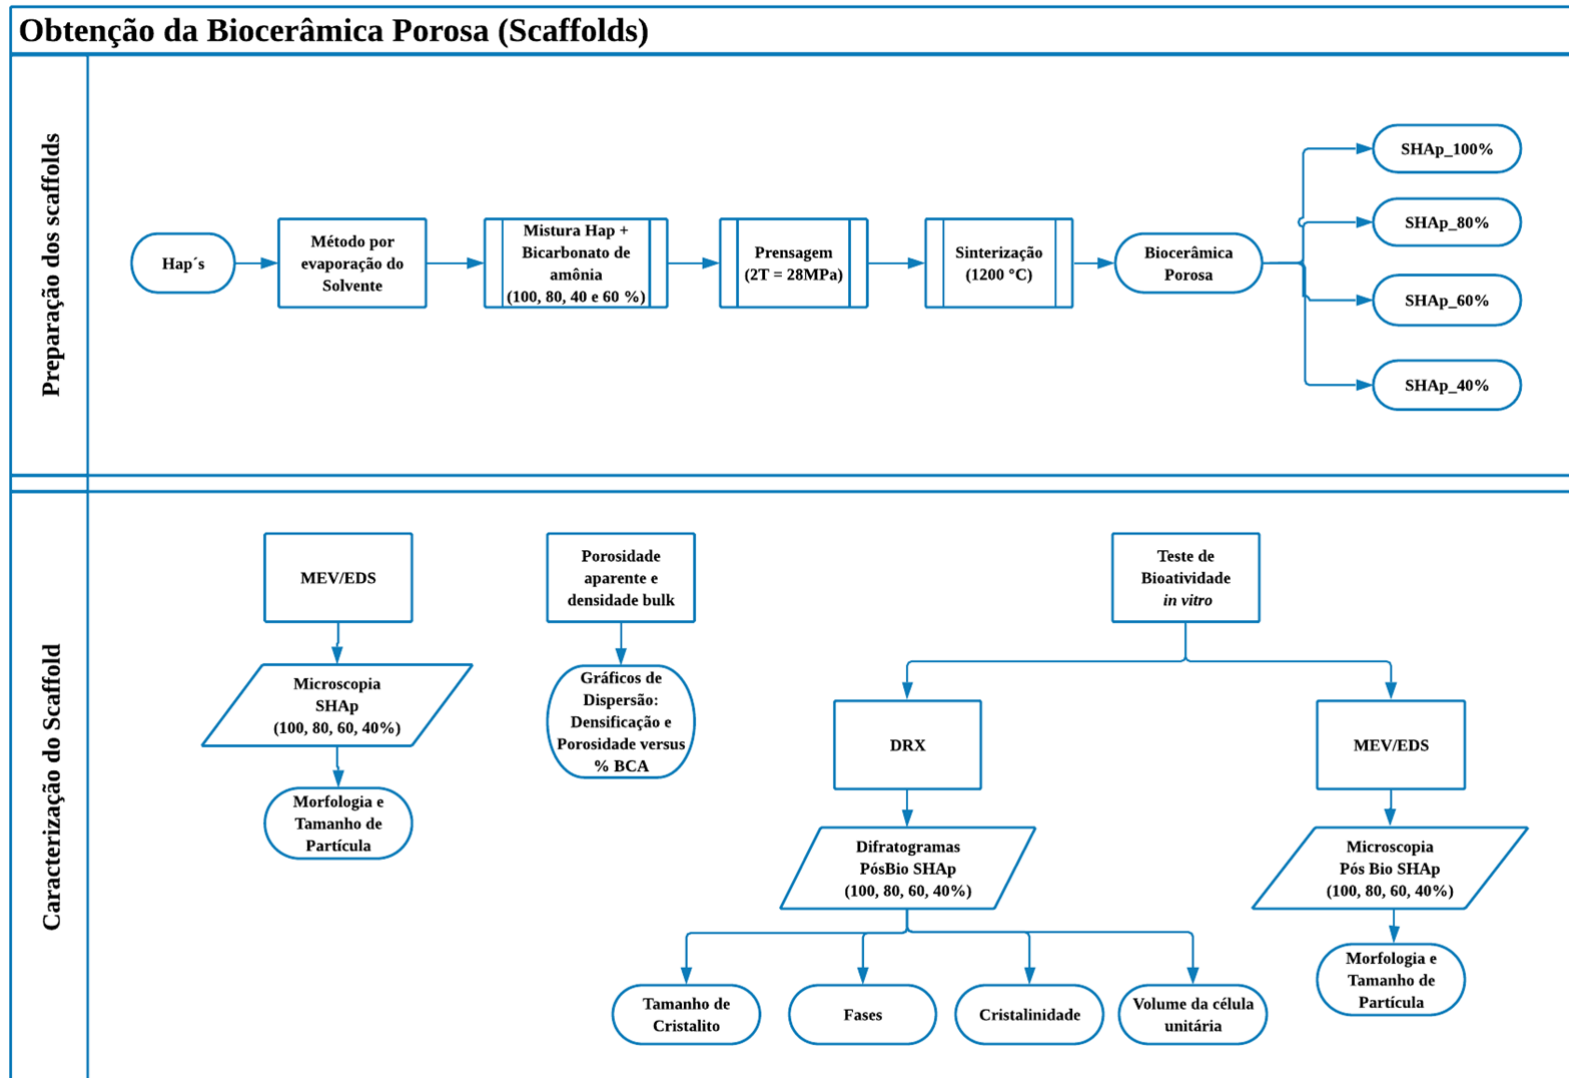 Obtenção da Biocerâmica Porosa (Scaffolds)
Preparação dos scaffolds
Hap´s
Método por
evaporação do
Solvente
Mistura Hap +
Bicarbonato de
amônia
(100, 80, 40 e 60 %)
Prensagem
(2T = 28MPa)
Sinterização
(1200 °C)
Biocerâmica
Porosa
SHAp_100%
SHAp_80%
SHAp_60%
SHAp_40%
Caracterização do Scaffold
MEV/EDS
Microscopia
SHAp
(100, 80, 60, 40%)
Morfologia e
Tamanho de
Partícula
Porosidade
aparente e
densidade bulk
Gráficos de
Dispersão:
Densificação e
Porosidade versus
% BCA
Teste de
Bioatividade
in vitro
DRX
Difratogramas
PósBio SHAp
(100, 80, 60, 40%)
Tamanho de
Cristalito
Fases
Cristalinidade
Volume da célula
unitária
MEV/EDS
Microscopia
Pós Bio SHAp
(100, 80, 60, 40%)
Morfologia e
Tamanho de
Partícula